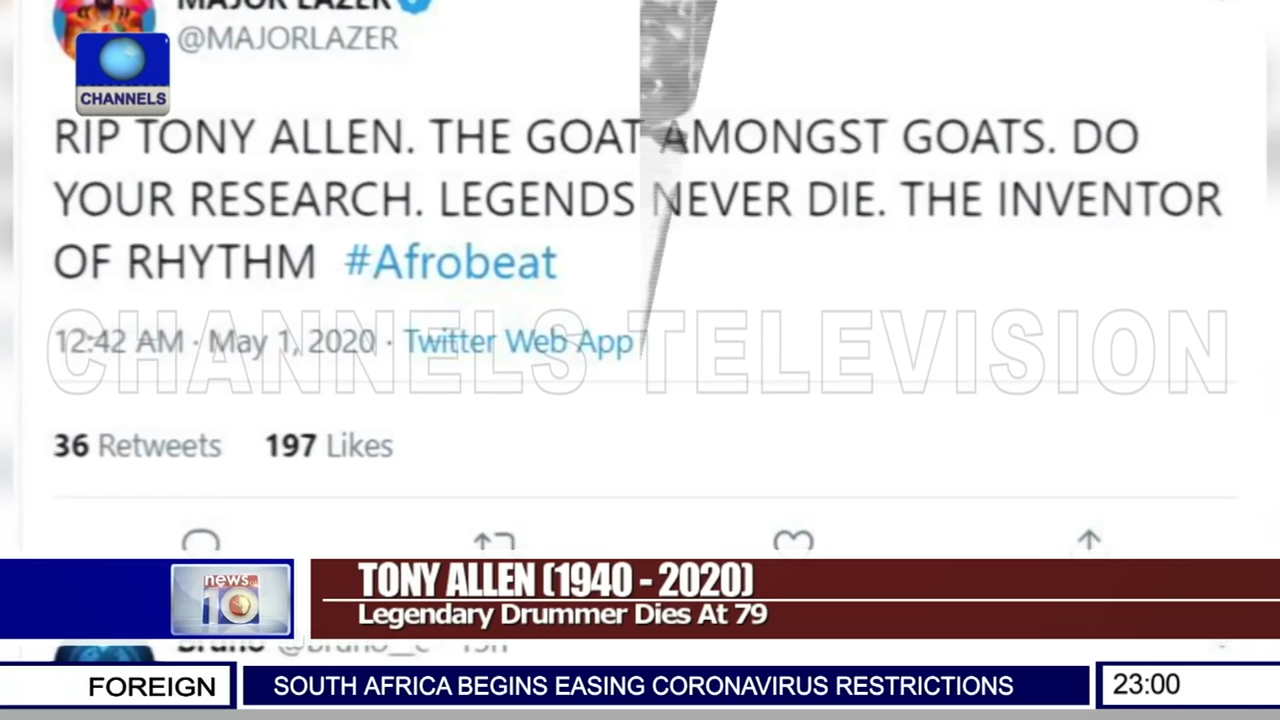 MAJOR LAZER
@MAJORLAZER
CHANNELS
RIP TONY ALLEN. THE GOAT AMONGST GOATS. DO
YOUR RESEARCH. LEGENDS NEVER DIE. THE INVENTOR
OF RHYTHM #Afrobeat
CHANNELS TELEVISION
12:42 AM · May 1, 2020 · Twitter Web App
36 Retweets 197 Likes
news
10
TONY ALLEN (1940 - 2020)
Legendary Drummer Dies At 79
FOREIGN
SOUTH AFRICA BEGINS EASING CORONAVIRUS RESTRICTIONS
23:00